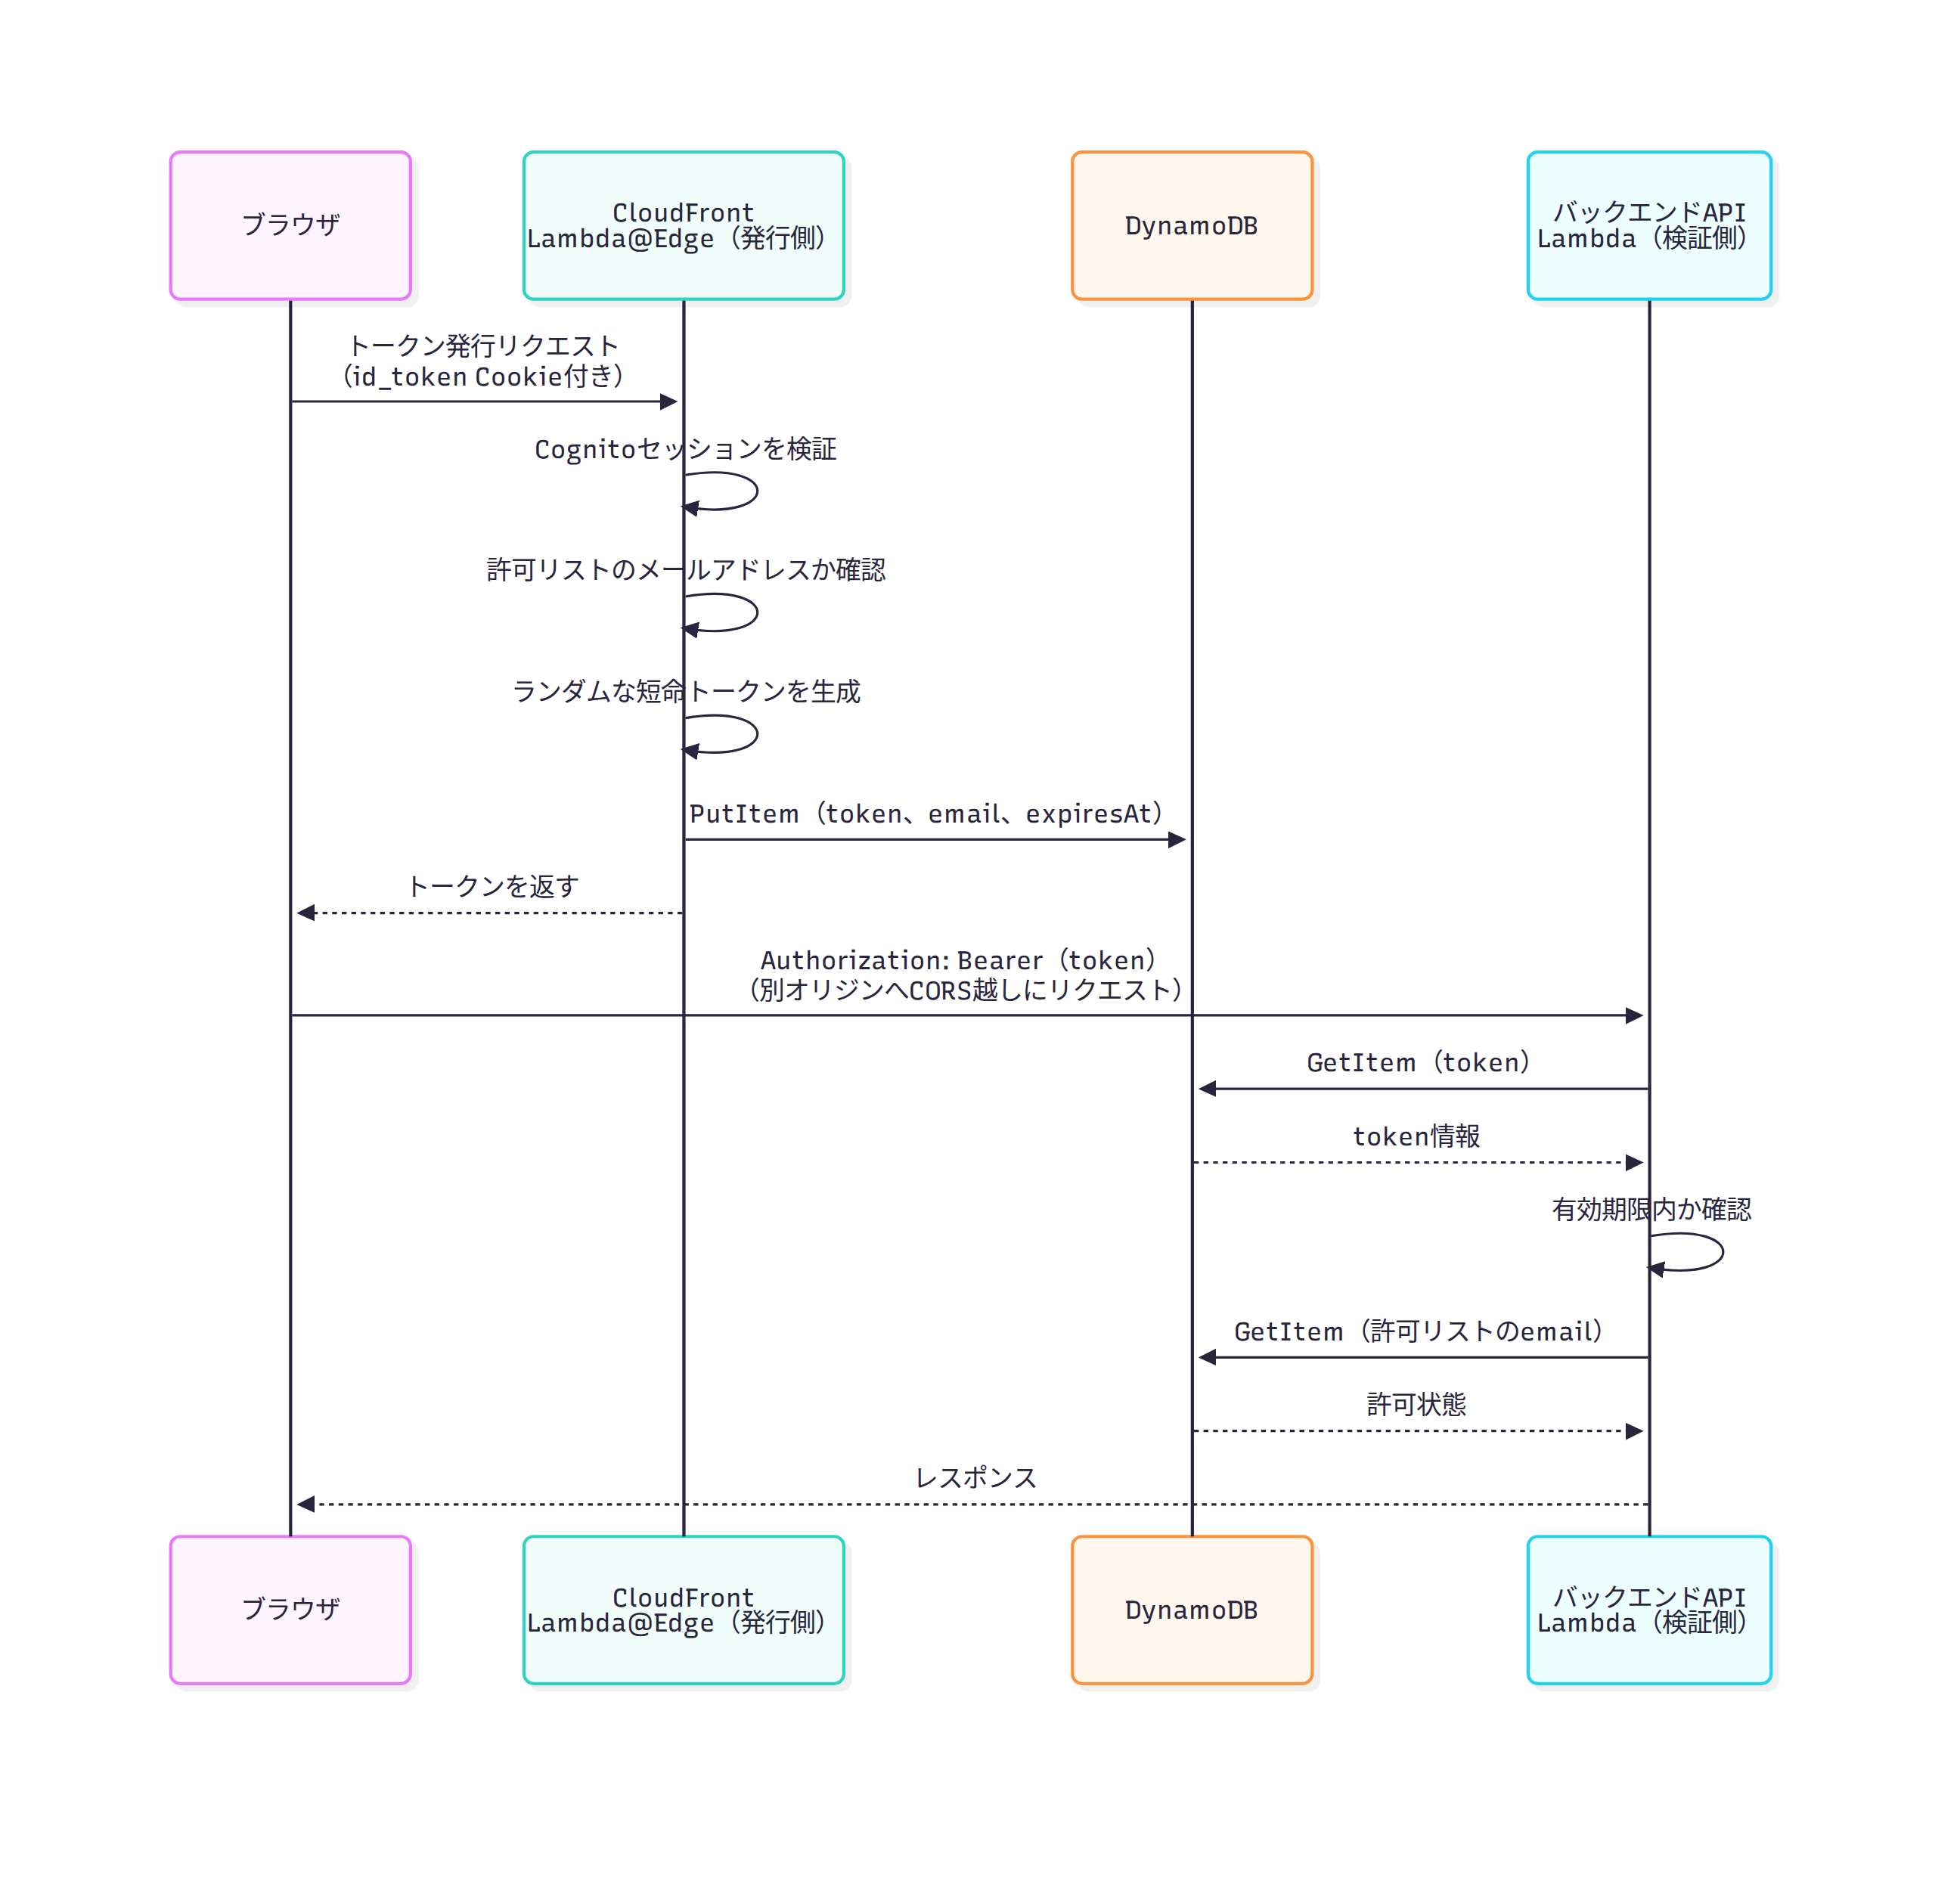 ブラウザ
CloudFront
Lambda@Edge（発行側）
DynamoDB
バックエンドAPI
Lambda（検証側）
トークン発行リクエスト
（id_token Cookie付き）
Cognitoセッションを検証
許可リストのメールアドレスか確認
ランダムな短命トークンを生成
PutItem（token、email、expiresAt）
トークンを返す
Authorization: Bearer（token）
（別オリジンへCORS越しにリクエスト）
GetItem（token）
token情報
有効期限内か確認
GetItem（許可リストのemail）
許可状態
レスポンス
ブラウザ
CloudFront
Lambda@Edge（発行側）
DynamoDB
バックエンドAPI
Lambda（検証側）